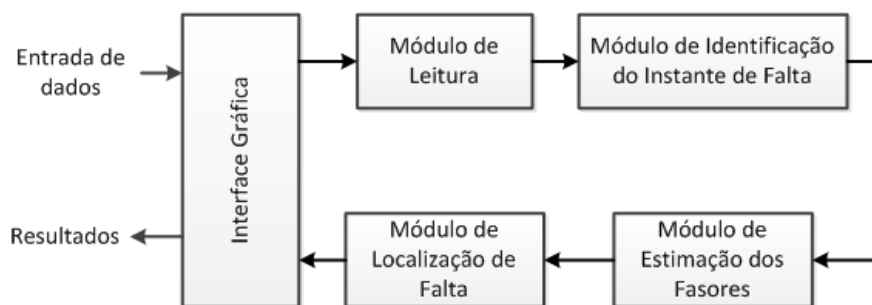 Entrada de
dados
Interface Gráfica
Módulo de
Leitura
Módulo de Identificação
do Instante de Falta
Resultados
Módulo de
Localização de
Falta
Módulo de
Estimação dos
Fasores